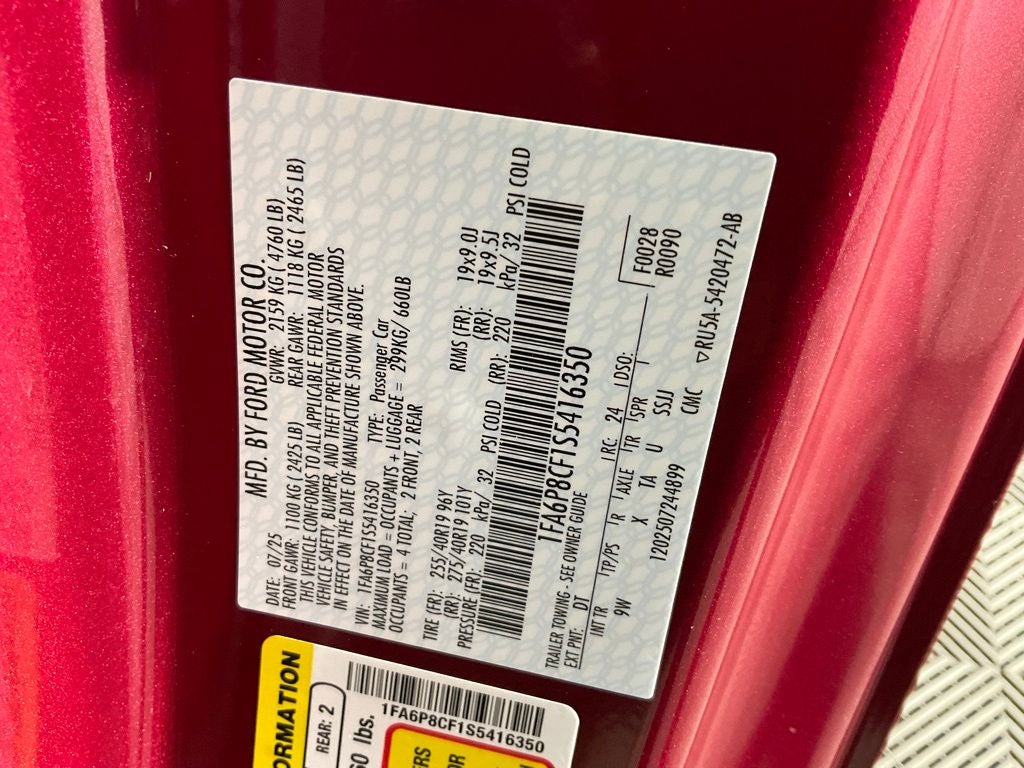 MFD. BY FORD MOTOR CO.
DATE: 07/25 GVWR: 2159 KG ( 4760 LB)
FRONT GAWR: 1100 KG ( 2425 LB) REAR GAWR: 1118 KG ( 2465 LB)
THIS VEHICLE CONFORMS TO ALL APPLICABLE FEDERAL MOTOR
VEHICLE SAFETY, BUMPER, AND THEFT PREVENTION STANDARDS
IN EFFECT ON THE DATE OF MANUFACTURE SHOWN ABOVE.
VIN: 1FA6P8CF1S5416350 TYPE: Passenger Car
MAXIMUM LOAD = OCCUPANTS + LUGGAGE = 299KG/ 660LB
OCCUPANTS = 4 TOTAL; 2 FRONT, 2 REAR
TIRE (FR): 255/40R19 96Y RIMS (FR): 19x9.0J
(RR): 275/40R19 101Y (RR): 19x9.5J
PRESSURE (FR): 220 kPa/ 32 PSI COLD (RR): 220 kPa/ 32 PSI COLD
1FA6P8CF1S5416350
TRAILER TOWING - SEE OWNER GUIDE
EXT PNT: DT RC: 24 DSO: F0028
R0090
INT TR TP/PS R AXLE TR SPR
9W X TA U SSJJ
1202507244899 CMC ▽RU5A-5420472-AB
ORMATION
REAR: 2
60 lbs.
1FA6P8CF1S5416350
ERS
OR